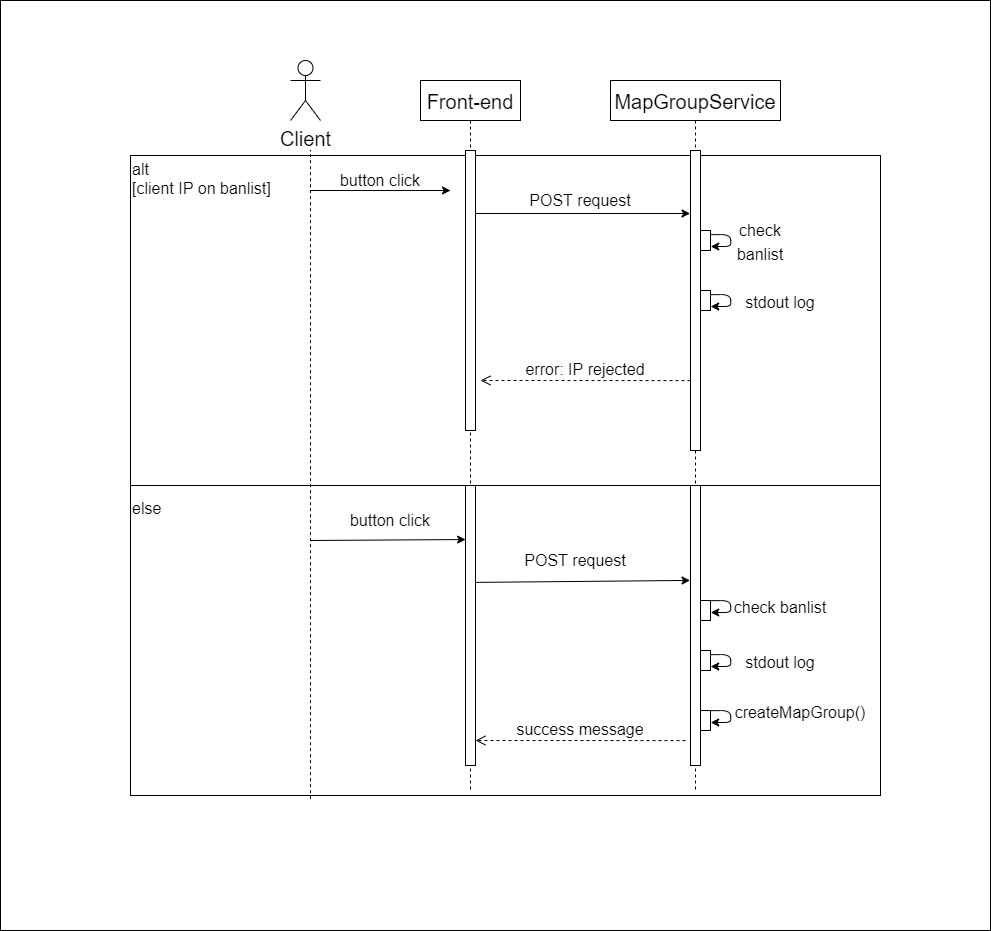 Client
Front-end
MapGroupService
alt
[client IP on banlist]
button click
POST request
check
banlist
stdout log
error: IP rejected
else
button click
POST request
check banlist
stdout log
createMapGroup()
success message